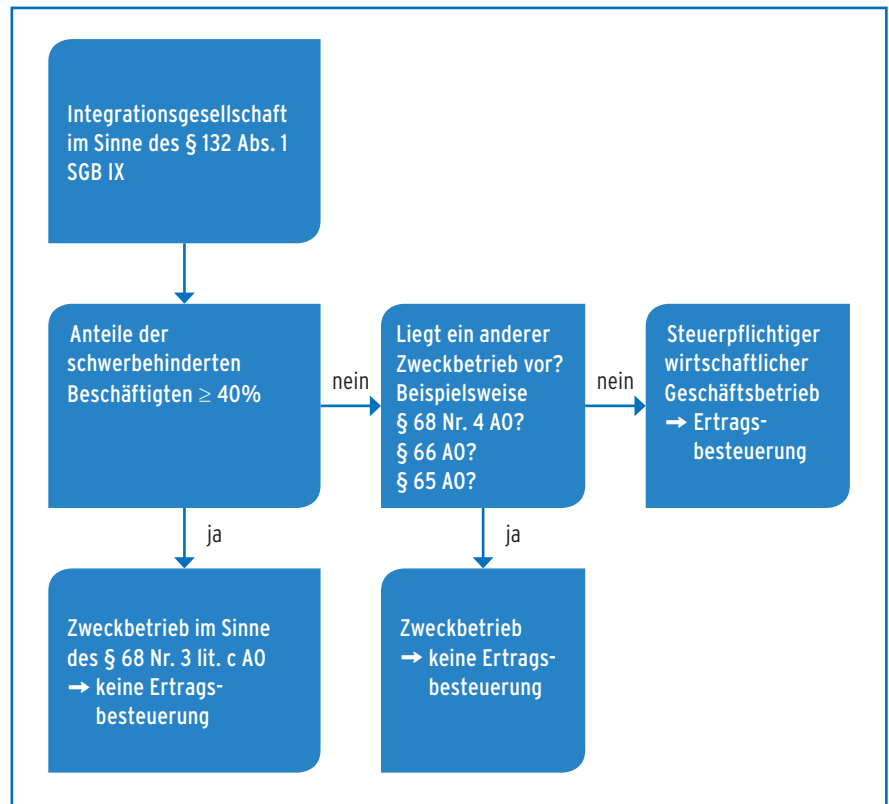 Integrationsgesellschaft
im Sinne des § 132 Abs. 1
SGB IX
Anteile der
schwerbehinderten
Beschäftigten ≥ 40%
nein
Liegt ein anderer
Zweckbetrieb vor?
Beispielsweise
§ 68 Nr. 4 AO?
§ 66 AO?
§ 65 AO?
nein
Steuerpflichtiger
wirtschaftlicher
Geschäftsbetrieb
→ Ertrags-
besteuerung
ja
ja
Zweckbetrieb im Sinne
des § 68 Nr. 3 lit. c AO
→ keine Ertrags-
besteuerung
Zweckbetrieb
→ keine Ertrags-
besteuerung